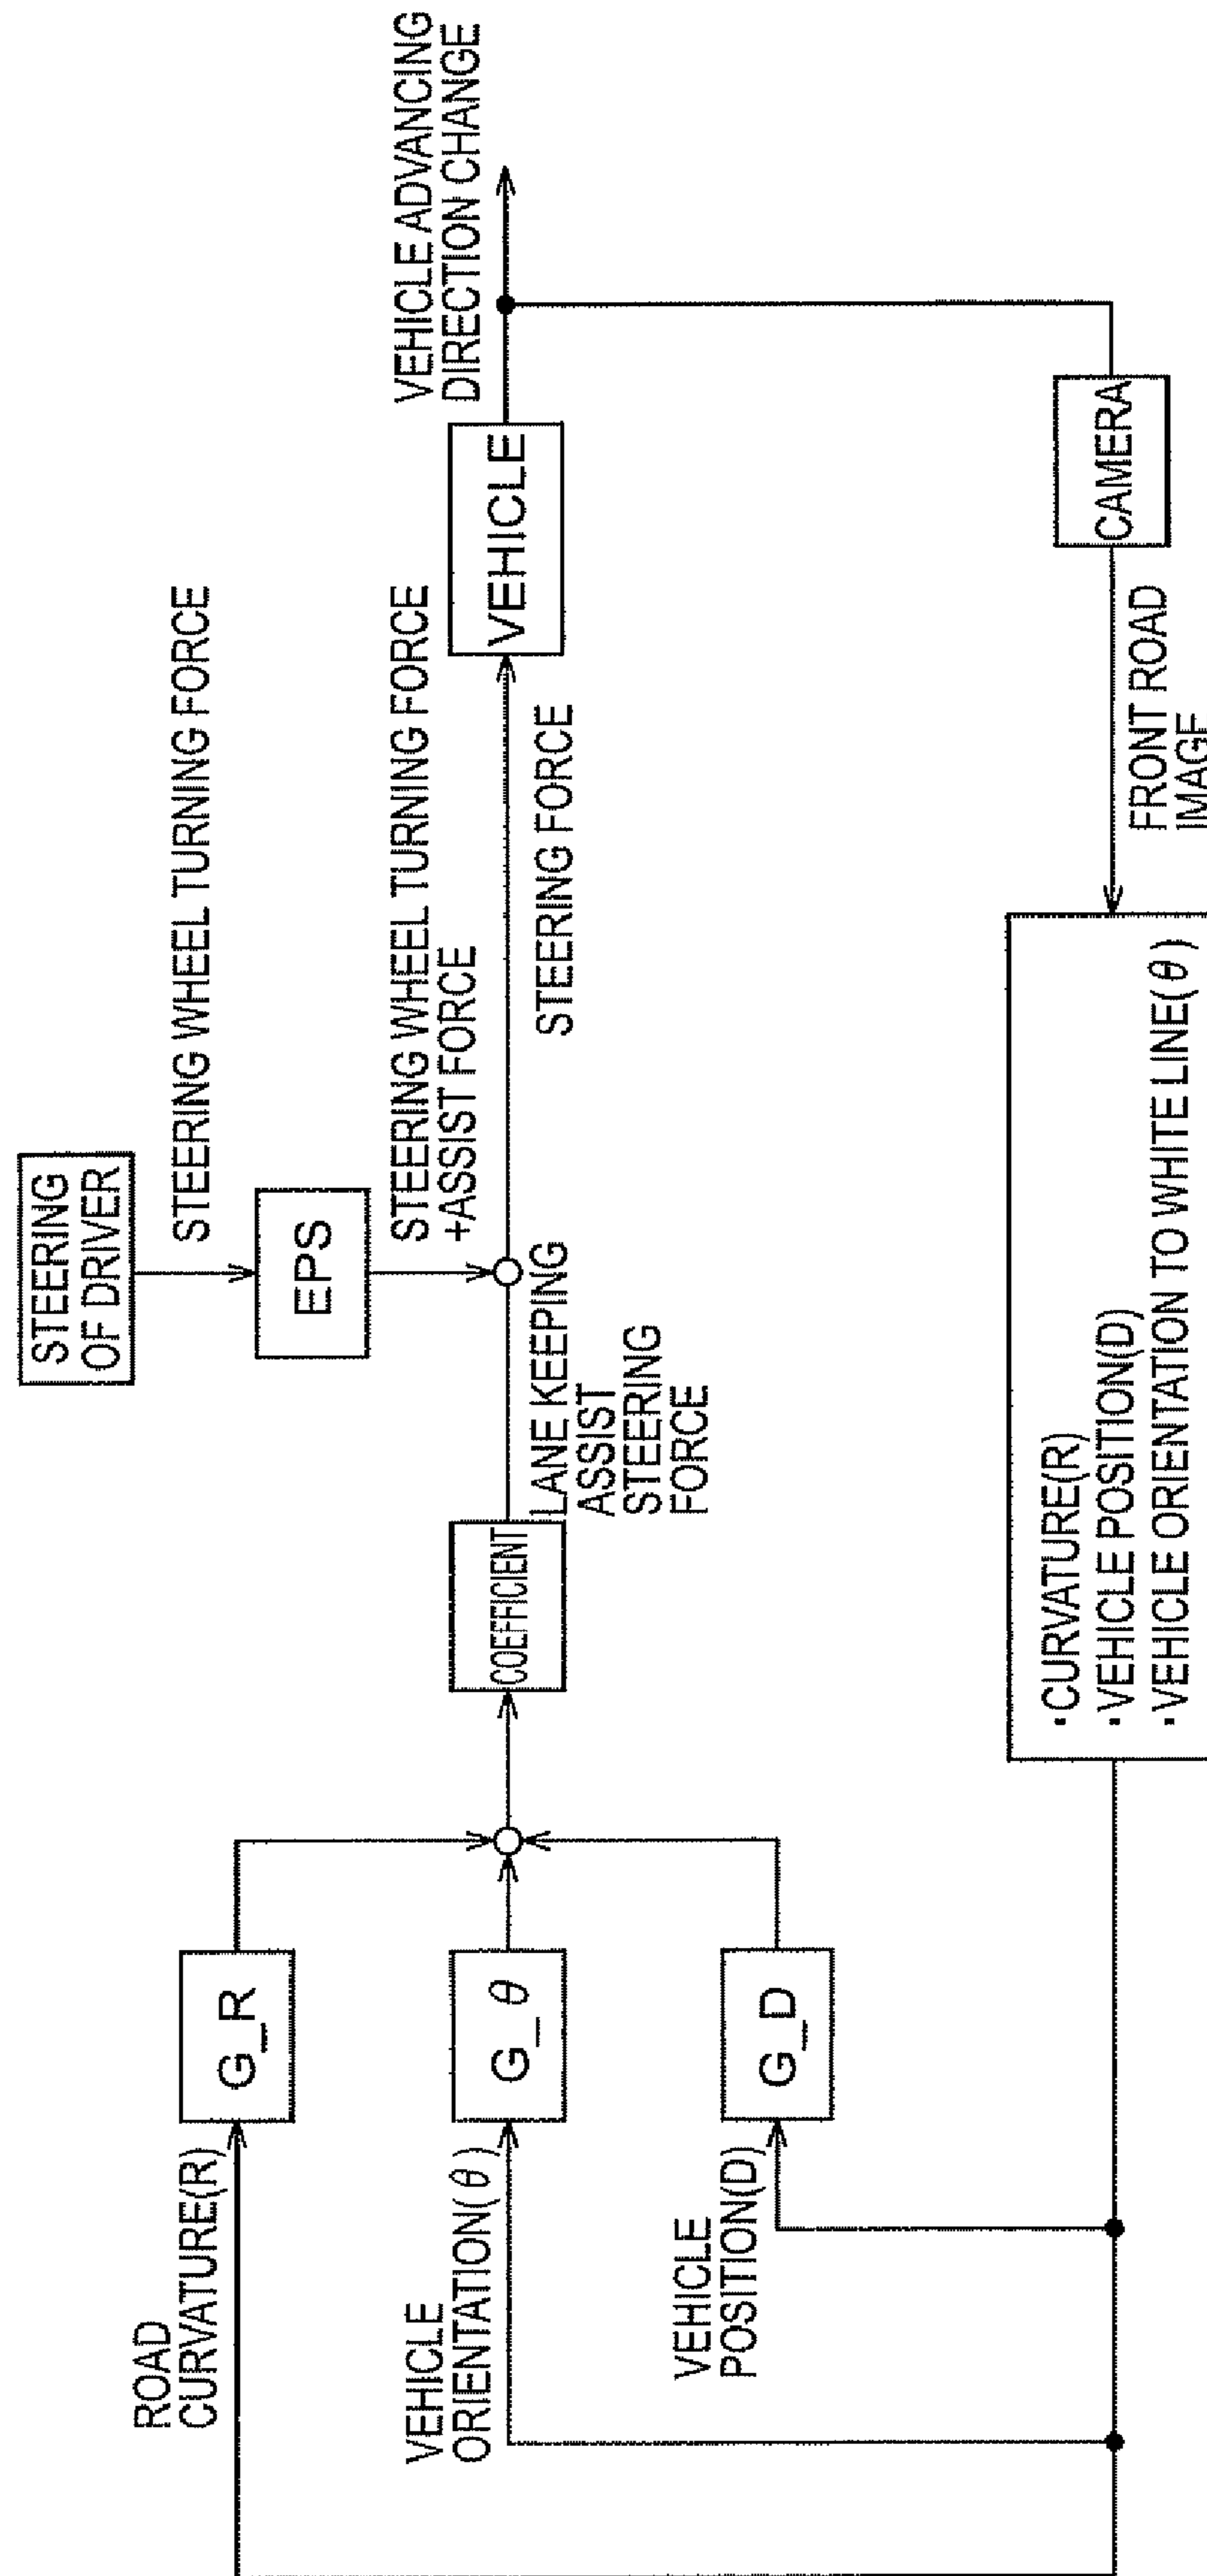 STEERING
OF DRIVER
STEERING WHEEL TURNING FORCE
EPS
STEERING WHEEL TURNING FORCE
+ASSIST FORCE
VEHICLE ADVANCING
DIRECTION CHANGE
ROAD
CURVATURE(R)
G_R
VEHICLE
ORIENTATION(θ)
G_θ
COEFFICIENT
LANE KEEPING
ASSIST
STEERING
FORCE
STEERING FORCE
VEHICLE
VEHICLE
POSITION(D)
G_D
・CURVATURE(R)
・VEHICLE POSITION(D)
・VEHICLE ORIENTATION TO WHITE LINE(θ)
FRONT ROAD
IMAGE
CAMERA